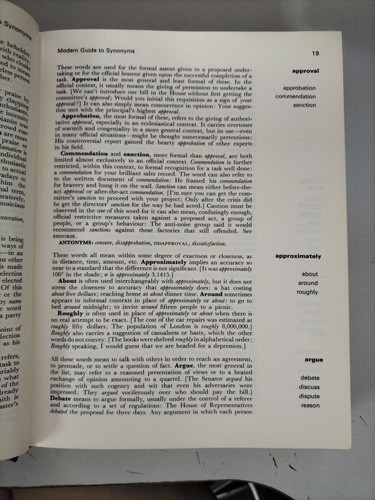 Modern Guide to Synonyms
19
These words are used for the formal assent given to a proposed under-
taking or for the official honour given upon the successful completion of a
task. Approval is the most general and least formal of these. In the
official context, it usually means the giving of permission to undertake a
task. [We can't introduce our bill in the House without first getting the
committee's approval; Would you initial this requisition as a sign of your
approval?] It can also simply mean concurrence in opinion: Your sugges-
tion met with the principal's highest approval.
Approbation, the most formal of these, refers to the giving of authori-
tative approval, especially in an ecclesiastical context. It carries overtones
of warmth and congeniality in a more general context, but its use—even
in many official situations—might be thought unnecessarily pretentious:
His controversial report gained the hearty approbation of other experts
in his field.
Commendation and sanction, more formal than approval, are both
limited almost exclusively to an official context. Commendation is further
restricted, within this context, to formal recognition for a task well done:
a commendation for your brilliant sales record. The word can also refer to
to the written document of commendation: He framed his commendation
for bravery and hung it on the wall. Sanction can mean either before-the-
act approval or after-the-act commendation. [I'm sure you can get the com-
mittee's sanction to proceed with your project; Only after the crisis did
he get the directors' sanction for the way he had acted.] Caution must be
observed in the use of this word for it can also mean, confusingly enough,
official restrictive measures taken against a proposed act, a group of
people, or a group's behaviour: The anti-noise group said it would
recommend sanctions against those factories that still offended. See
ENDORSE.
ANTONYMS: censure, disapprobation, DISAPPROVAL, dissatisfaction.
approval
approbation
commendation
sanction
These words all mean within some degree of exactness or closeness, as
in distance, time, amount, etc. Approximately implies an accuracy so
near to a standard that the difference is not significant. [It was approximately
100° in the shade; π is approximately 3.1415.]
About is often used interchangeably with approximately, but it does not
stress the closeness to accuracy that approximately does: a hat costing
about five dollars; reaching home at about dinner time. Around sometimes
appears in informal contexts in place of approximately or about: to go to
bed around midnight; to invite around fifteen people to a picnic.
Roughly is often used in place of approximately or about when there is
no real attempt to be exact. [The cost of the car repairs was estimated at
roughly fifty dollars; The population of London is roughly 8,000,000.]
Roughly also carries a suggestion of casualness or haste, which the other
words do not convey: [The books were shelved roughly in alphabetical order;
Roughly speaking, I would guess that we are headed for a depression.]
approximately
about
around
roughly
All these words mean to talk with others in order to reach an agreement,
to persuade, or to settle a question of fact. Argue, the most general in
the list, may refer to a reasoned presentation of views or to a heated
exchange of opinion amounting to a quarrel. [The Senator argued his
position with such cogency and wit that even his adversaries were
impressed; They argued vociferously over who should pay the bill.]
Debate means to argue formally, usually under the control of a referee
and according to a set of regulations: The House of Representatives
debated the proposal for three days. Any argument in which each person
argue
debate
discuss
dispute
reason